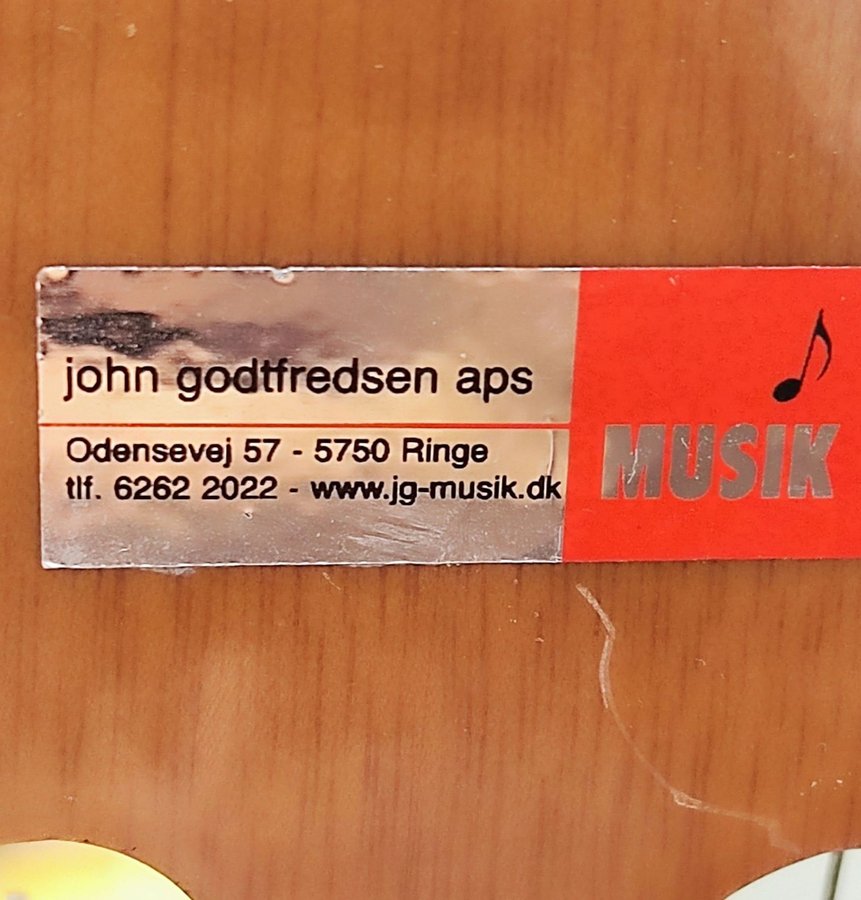 john godtfredsen aps
Odensevej 57 - 5750 Ringe
tlf. 6262 2022 - www.jg-musik.dk
MUSIK